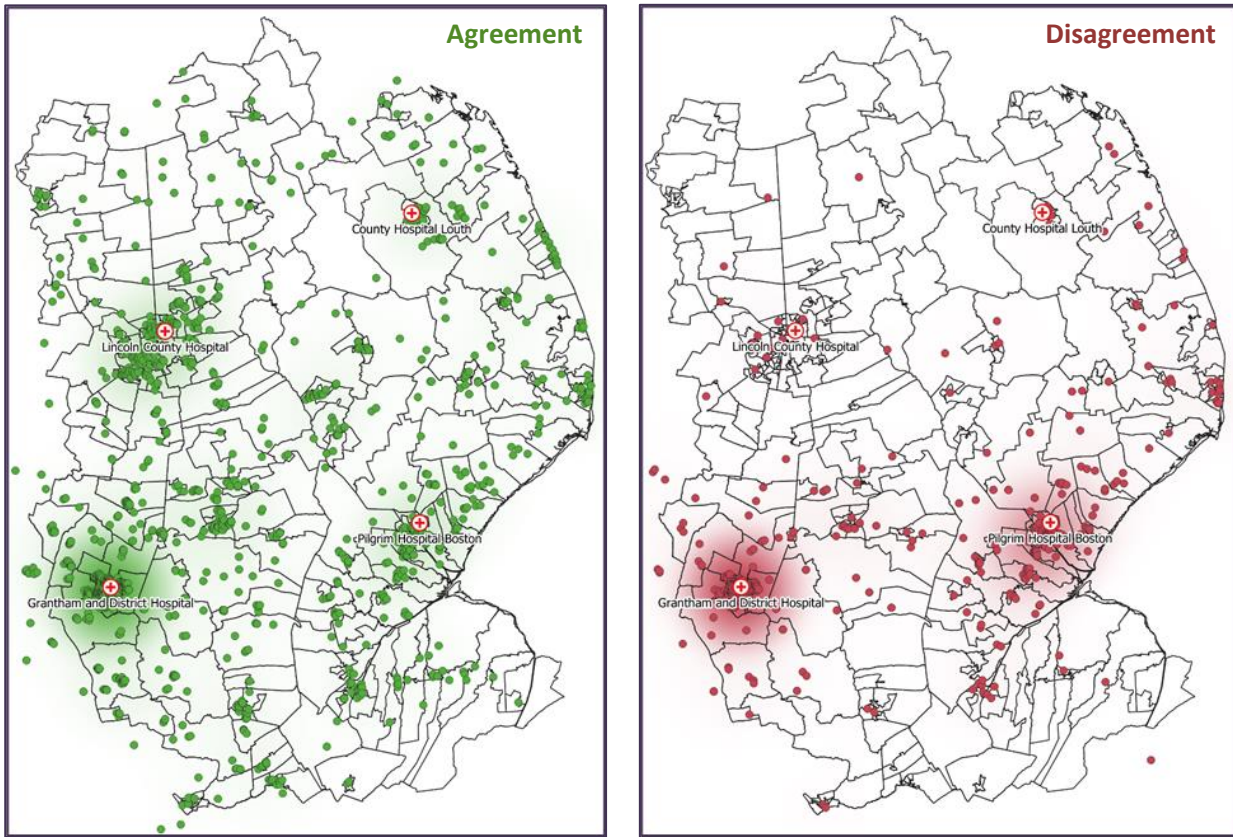 Agreement
County Hospital Louth
Lincoln County Hospital
Pilgrim Hospital Boston
Grantham and District Hospital
Disagreement
County Hospital Louth
Lincoln County Hospital
Pilgrim Hospital Boston
Grantham and District Hospital